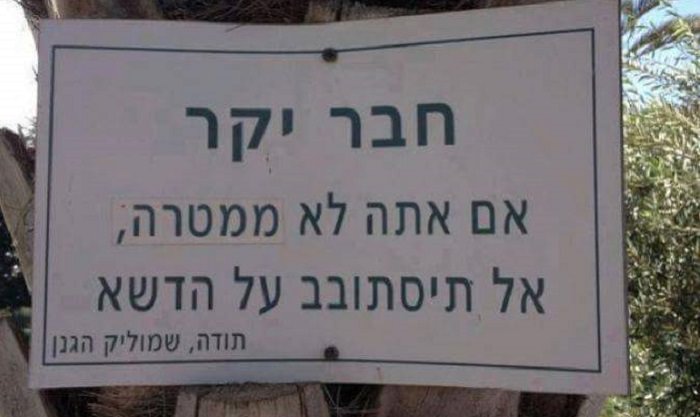 חבר יקר
אם אתה לא ממטרה,
אל תיסתובב על הדשא
תודה, שמוליק הגנן